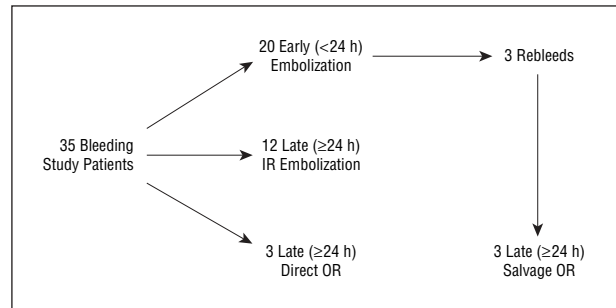 20 Early (<24 h)
Embolization
3 Rebleeds
35 Bleeding
Study Patients
12 Late (≥24 h)
IR Embolization
3 Late (≥24 h)
Direct OR
3 Late (≥24 h)
Salvage OR